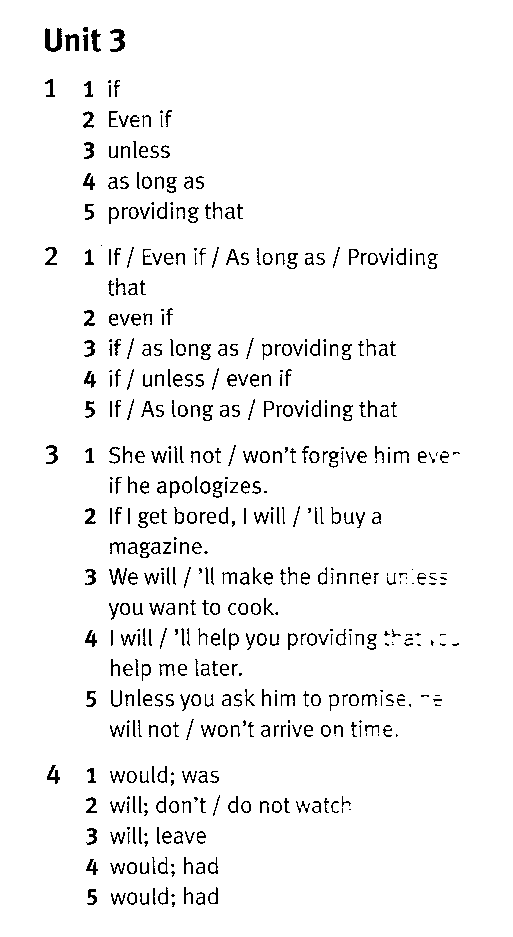 Unit 3
1 1 if
2 Even if
3 unless
4 as long as
5 providing that
2 1 If / Even if / As long as / Providing
that
2 even if
3 if / as long as / providing that
4 if / unless / even if
5 If / As long as / Providing that
3 1 She will not / won't forgive him even
if he apologizes.
2 If I get bored, I will / 'll buy a
magazine.
3 We will / 'll make the dinner unless
you want to cook.
4 I will / 'll help you providing that you
help me later.
5 Unless you ask him to promise, he
will not / won't arrive on time.
4 1 would; was
2 will; don't / do not watch
3 will; leave
4 would; had
5 would; had